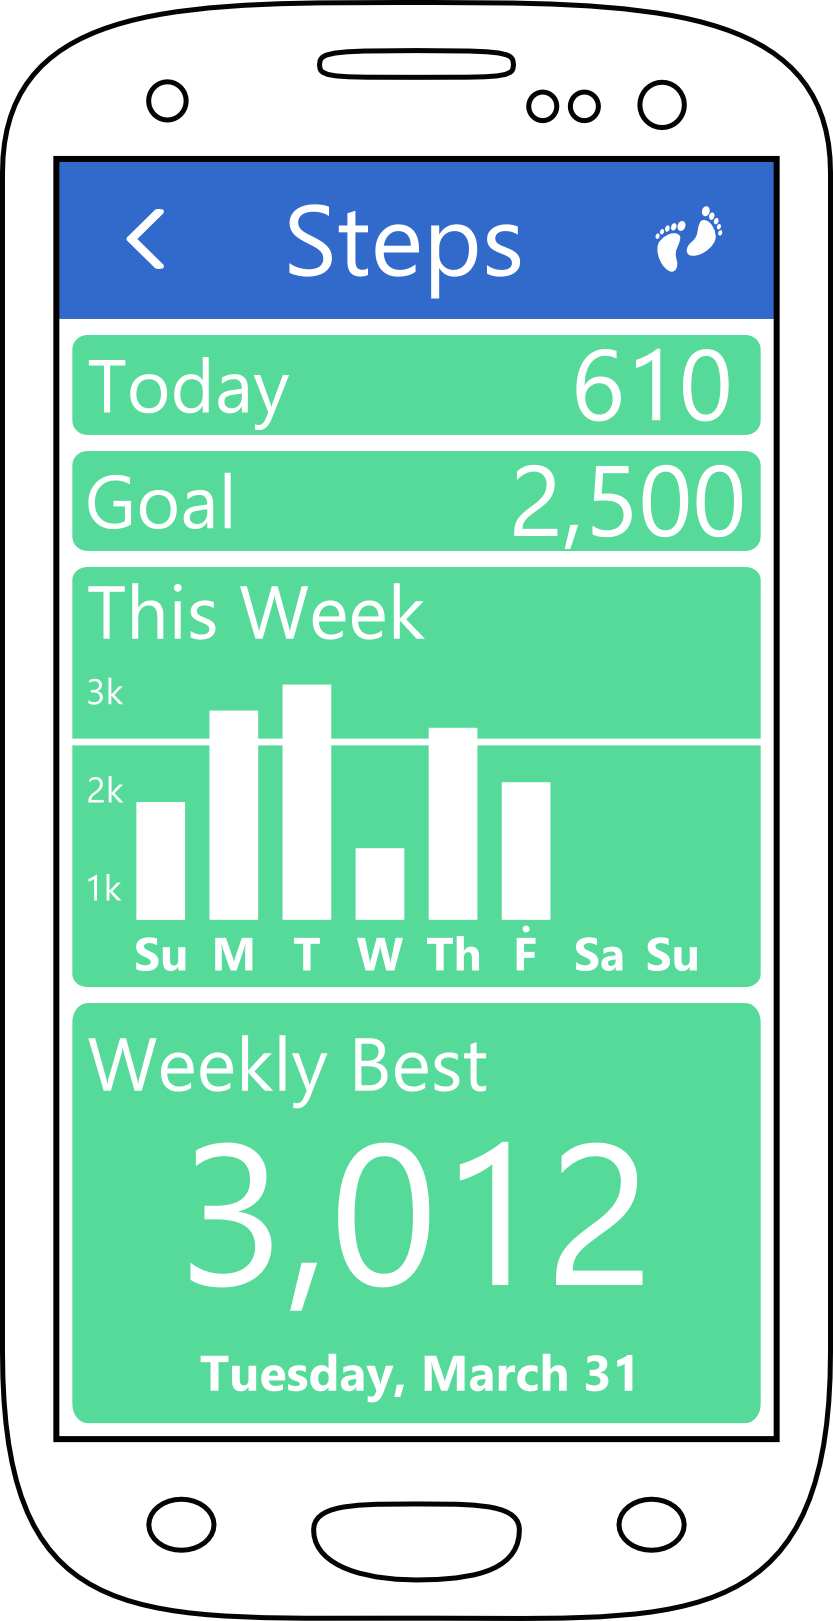 Steps
Today 610
Goal 2,500
This Week
3k
2k
1k
Su M T W Th Ḟ Sa Su
Weekly Best
3,012
Tuesday, March 31